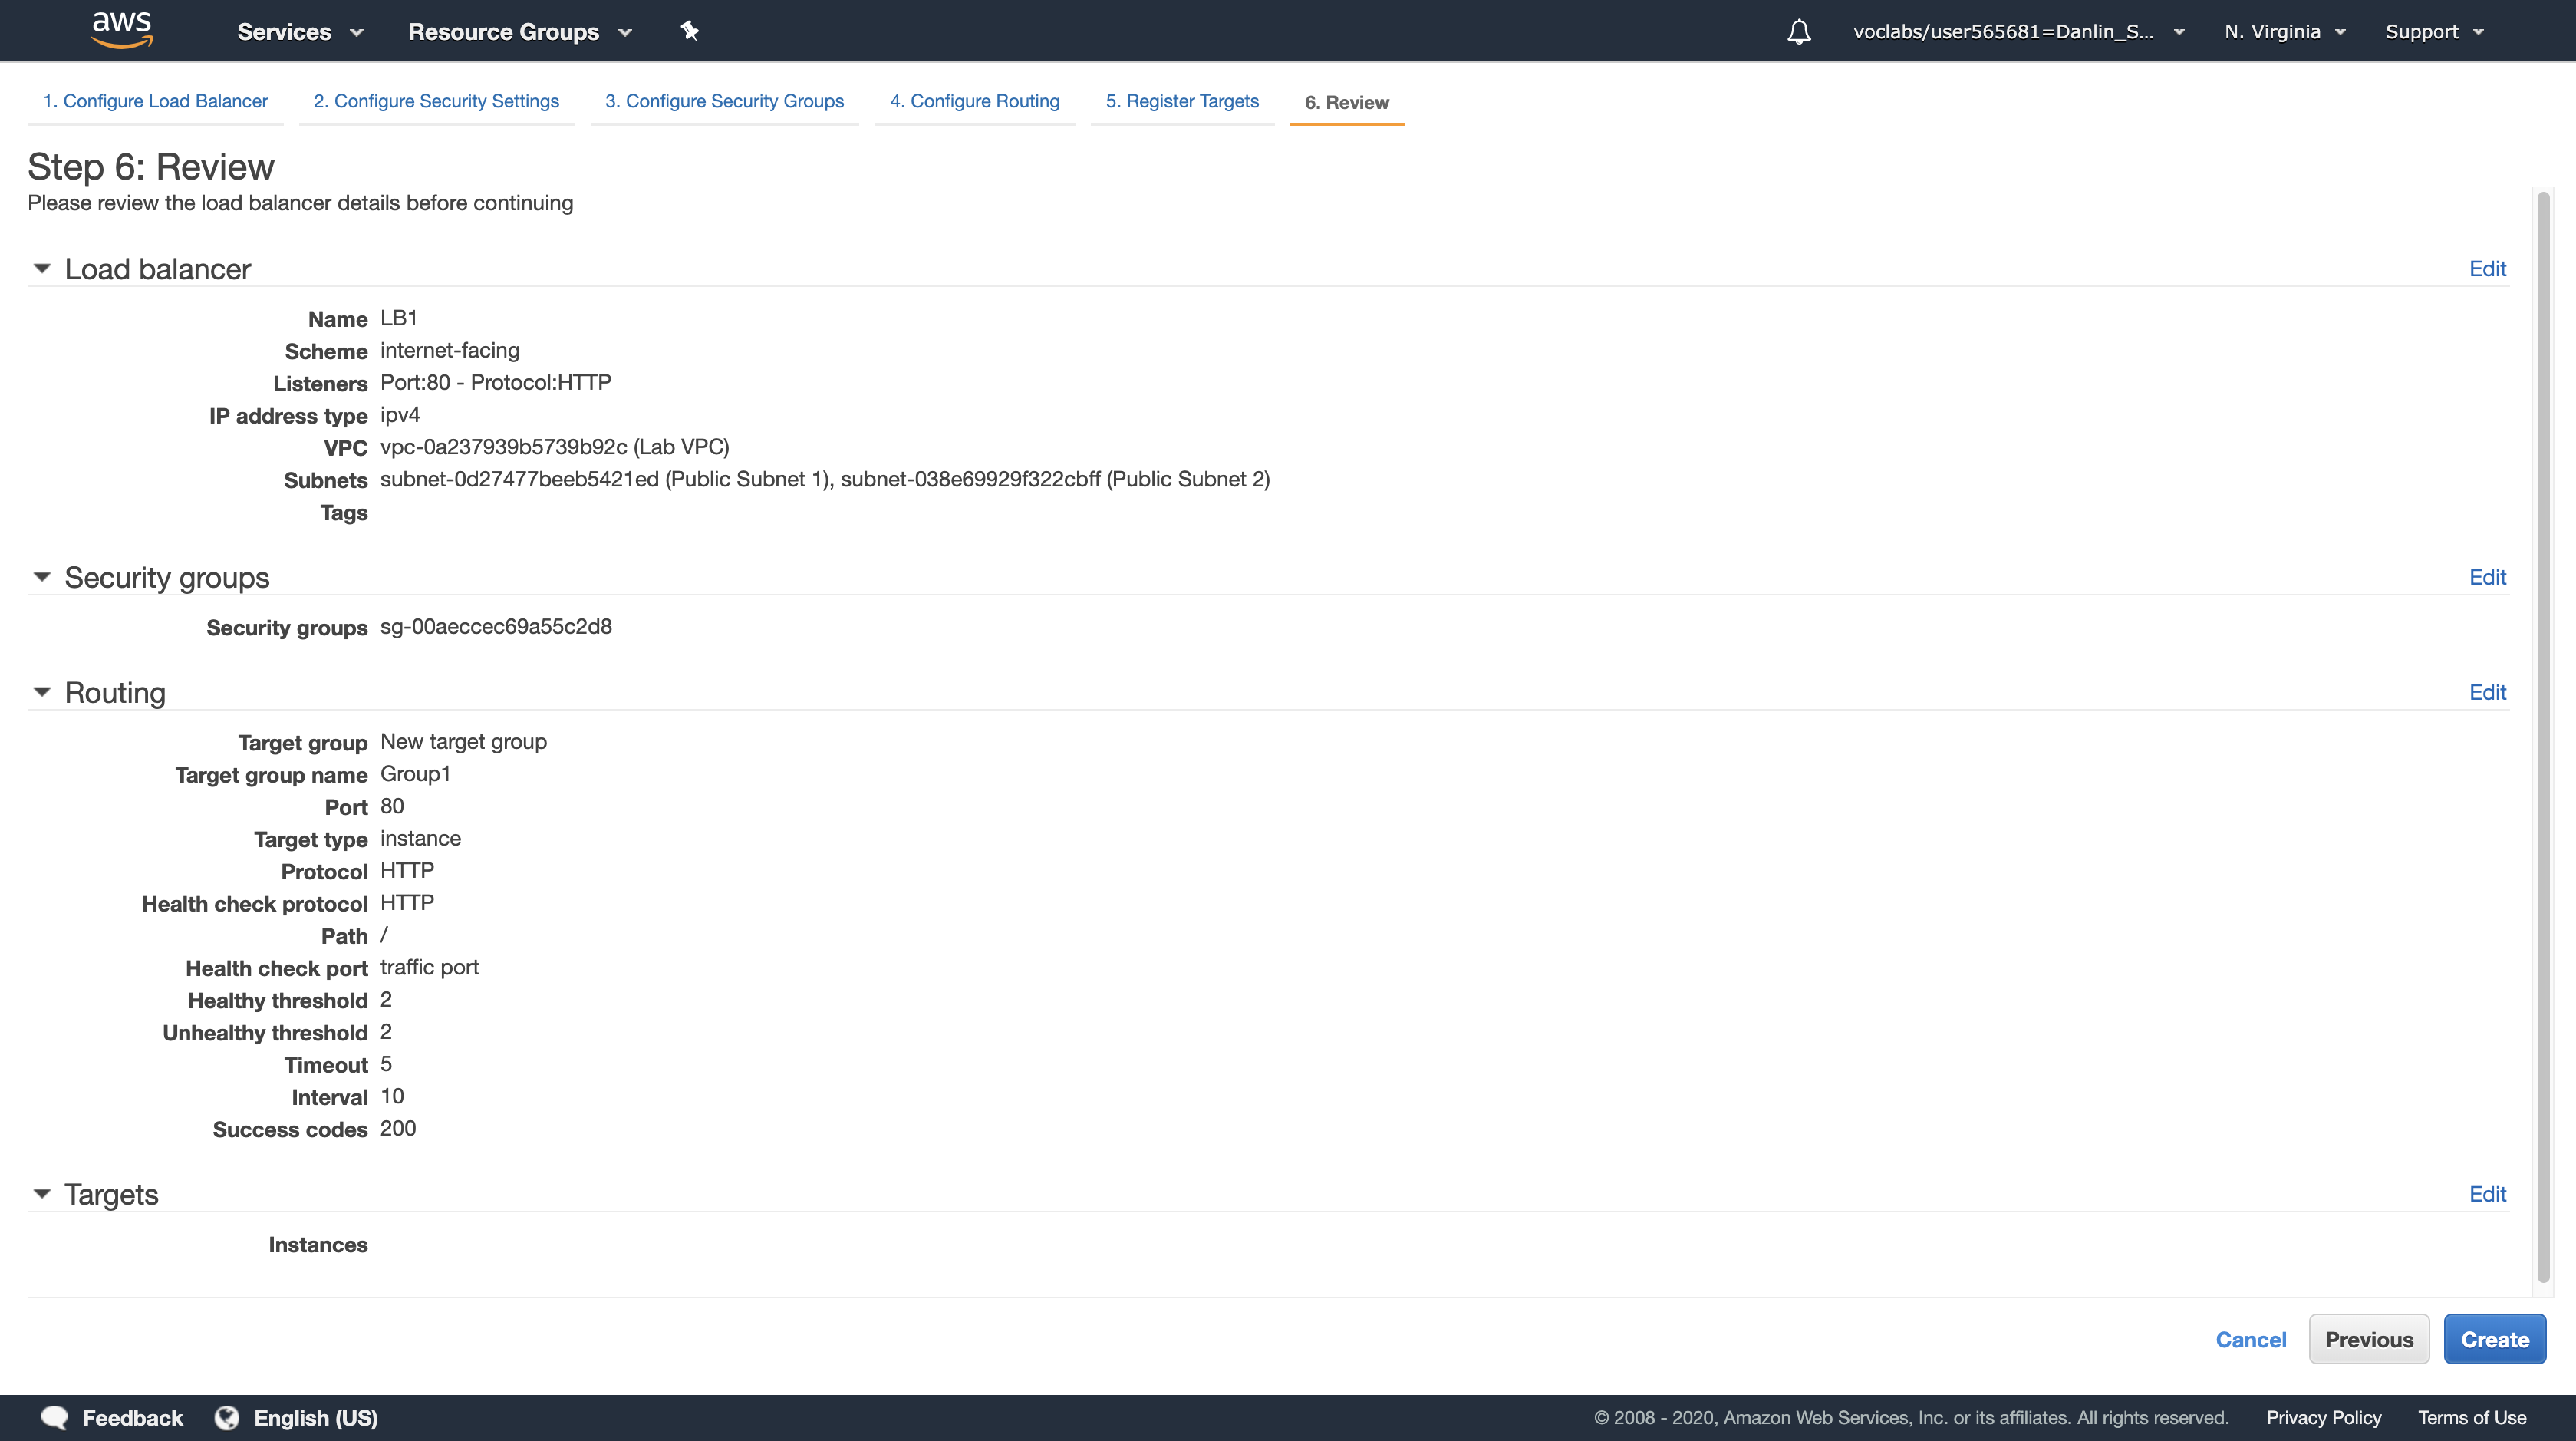 aws Services Resource Groups voclabs/user565681=Danlin_S... N. Virginia Support
1. Configure Load Balancer 2. Configure Security Settings 3. Configure Security Groups 4. Configure Routing 5. Register Targets 6. Review
Step 6: Review
Please review the load balancer details before continuing
Load balancer Edit
Name LB1
Scheme internet-facing
Listeners Port:80 - Protocol:HTTP
IP address type ipv4
VPC vpc-0a237939b5739b92c (Lab VPC)
Subnets subnet-0d27477beeb5421ed (Public Subnet 1), subnet-038e69929f322cbff (Public Subnet 2)
Tags
Security groups Edit
Security groups sg-00aeccec69a55c2d8
Routing Edit
Target group New target group
Target group name Group1
Port 80
Target type instance
Protocol HTTP
Health check protocol HTTP
Path /
Health check port traffic port
Healthy threshold 2
Unhealthy threshold 2
Timeout 5
Interval 10
Success codes 200
Targets Edit
Instances
Cancel Previous Create
Feedback English (US) © 2008 - 2020, Amazon Web Services, Inc. or its affiliates. All rights reserved. Privacy Policy Terms of Use